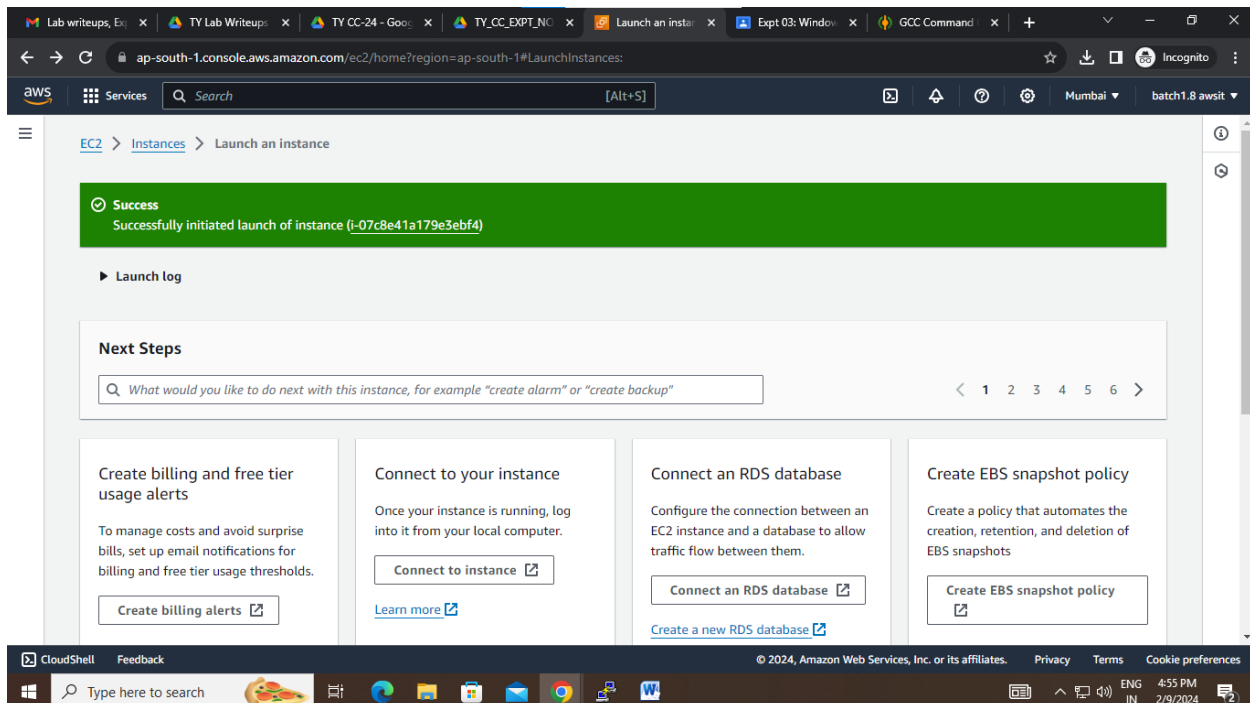 Lab writeups, Exp
TY Lab Writeups
TY CC-24 - Goog
TY_CC_EXPT_NO
Launch an instan
Expt 03: Window
GCC Command
ap-south-1.console.aws.amazon.com/ec2/home?region=ap-south-1#LaunchInstances:
Incognito
aws
Services
Search
[Alt+S]
Mumbai
batch1.8 awsit
EC2 > Instances > Launch an instance
Success
Successfully initiated launch of instance (i-07c8e41a179e3ebf4)
Launch log
Next Steps
What would you like to do next with this instance, for example “create alarm” or “create backup”
1 2 3 4 5 6
Create billing and free tier
usage alerts
To manage costs and avoid surprise
bills, set up email notifications for
billing and free tier usage thresholds.
Create billing alerts
Connect to your instance
Once your instance is running, log
into it from your local computer.
Connect to instance
Learn more
Connect an RDS database
Configure the connection between an
EC2 instance and a database to allow
traffic flow between them.
Connect an RDS database
Create a new RDS database
Create EBS snapshot policy
Create a policy that automates the
creation, retention, and deletion of
EBS snapshots
Create EBS snapshot policy
CloudShell
Feedback
© 2024, Amazon Web Services, Inc. or its affiliates.
Privacy
Terms
Cookie preferences
Type here to search
W
ENG
IN
4:55 PM
2/9/2024
2